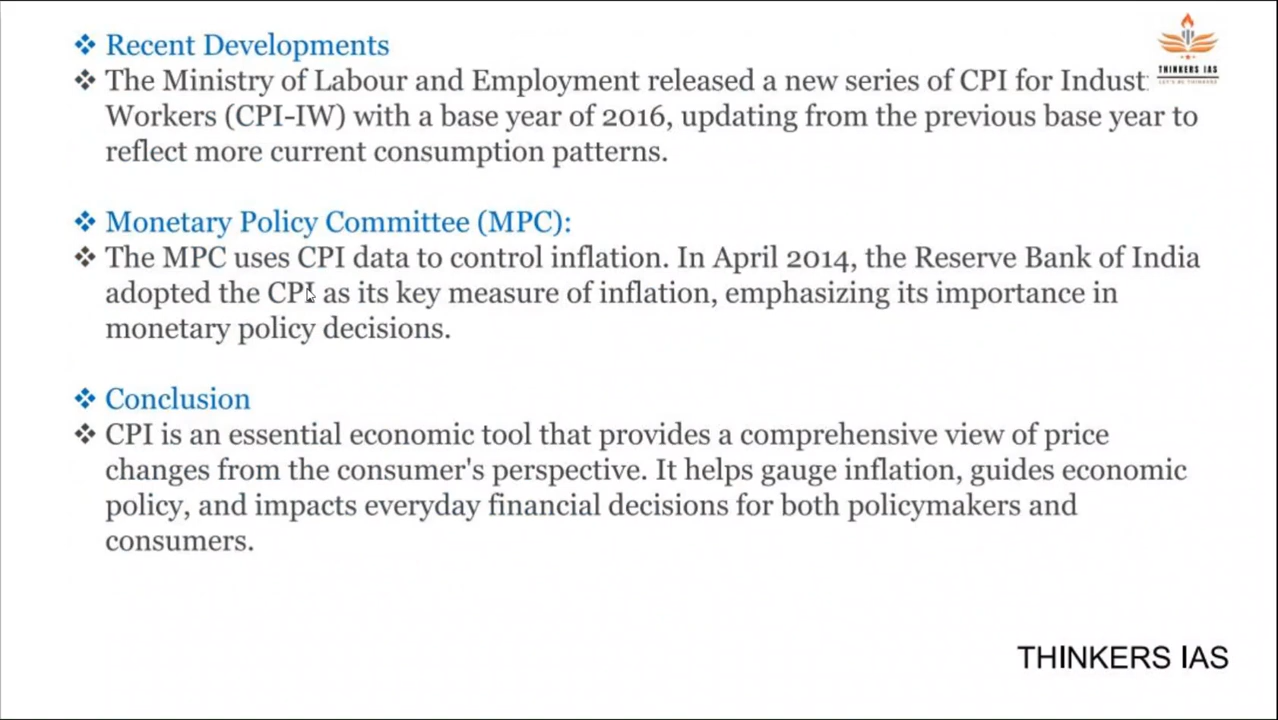 Recent Developments
THINKERS IAS
LET'S BE THINKERS
The Ministry of Labour and Employment released a new series of CPI for Indust
Workers (CPI-IW) with a base year of 2016, updating from the previous base year to
reflect more current consumption patterns.
Monetary Policy Committee (MPC):
The MPC uses CPI data to control inflation. In April 2014, the Reserve Bank of India
adopted the CPI as its key measure of inflation, emphasizing its importance in
monetary policy decisions.
Conclusion
CPI is an essential economic tool that provides a comprehensive view of price
changes from the consumer's perspective. It helps gauge inflation, guides economic
policy, and impacts everyday financial decisions for both policymakers and
consumers.
THINKERS IAS